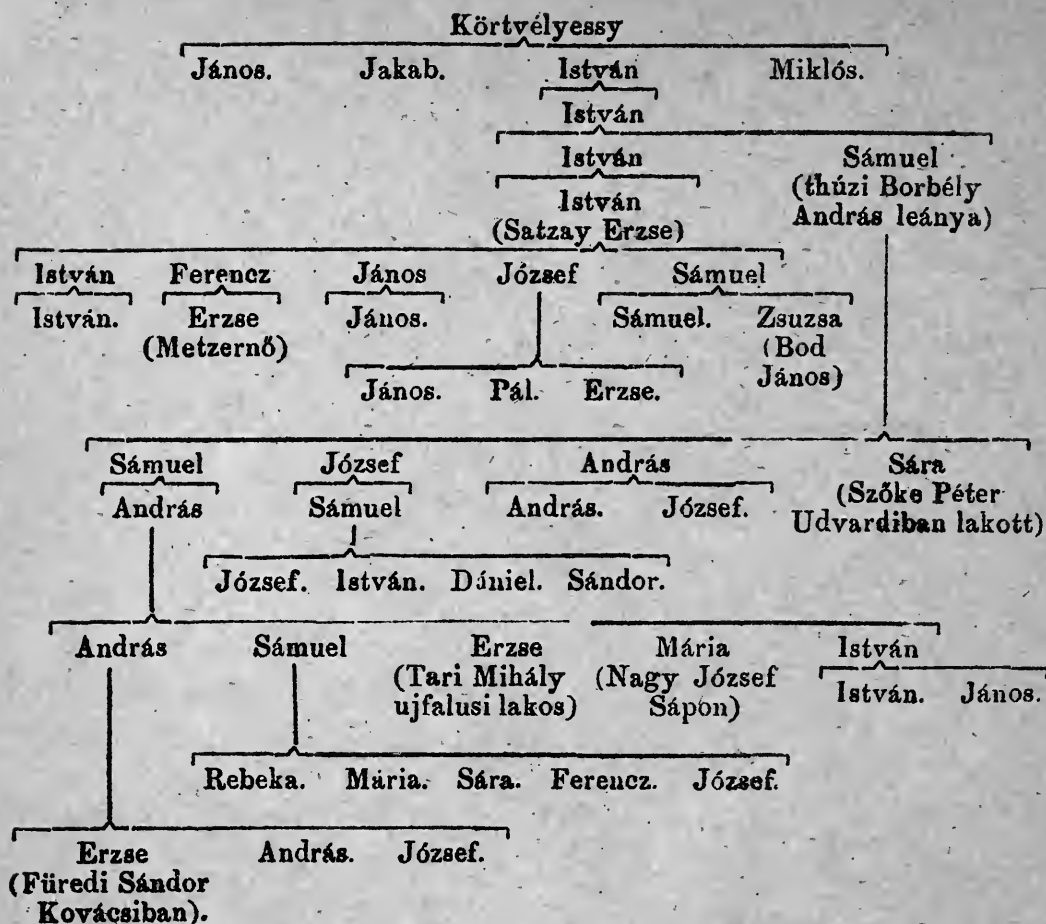 Körtvélyessy
János. Jakab. István Miklós.
István
István Sámuel
(thúzi Borbély
András leánya)
István
(Satzay Erzse)
István Ferencz János József Sámuel
István. Erzse János. Sámuel. Zsuzsa
(Metzernő) (Bod
János)
János. Pál. Erzse.
Sámuel József András Sára
(Szőke Péter
Udvardiban lakott)
András Sámuel András. József.
József. István. Dániel. Sándor.
András Sámuel Erzse Mária István
(Tari Mihály (Nagy József István. János.
ujfalusi lakos) Sápon)
Rebeka. Mária. Sára. Ferencz. József.
Erzse András. József.
(Füredi Sándor
Kovácsiban).